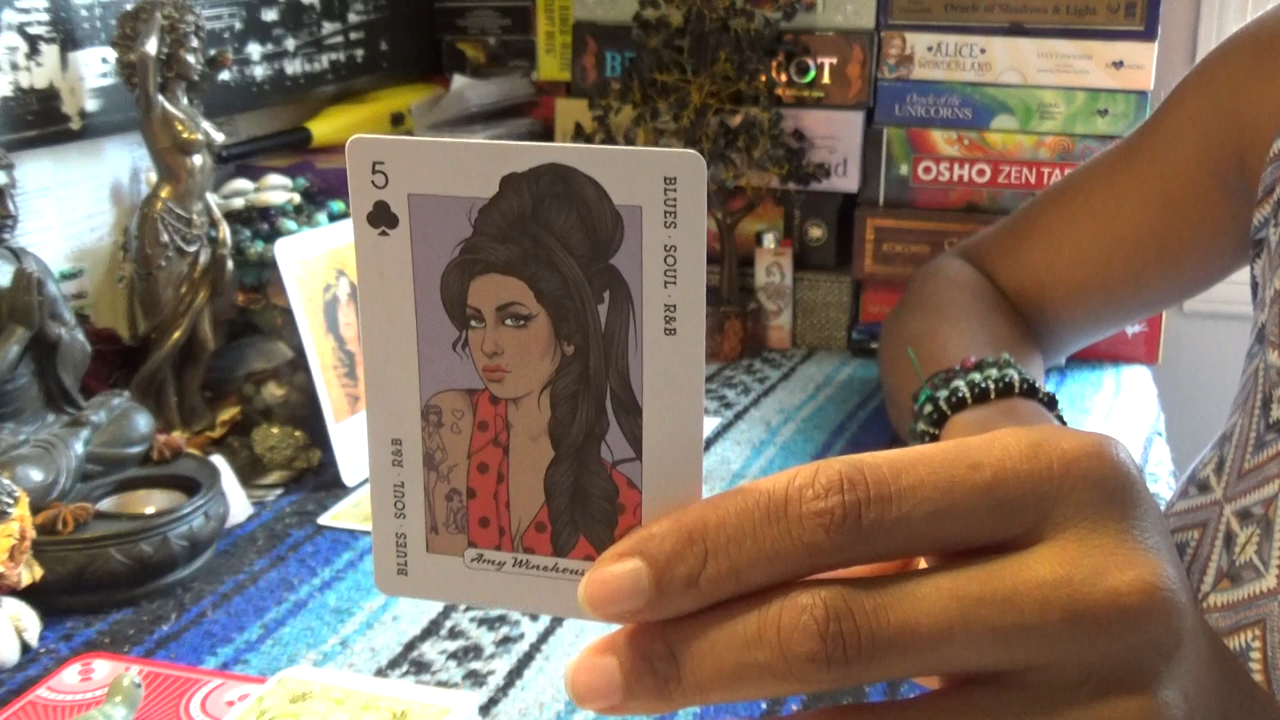 5
BLUES · SOUL · R&B
BLUES · SOUL · R&B
Amy Winehous
Oracle of Shadows & Light
ALICE
WONDERLAND
Oracle of the
UNICORNS
OSHO ZEN TA